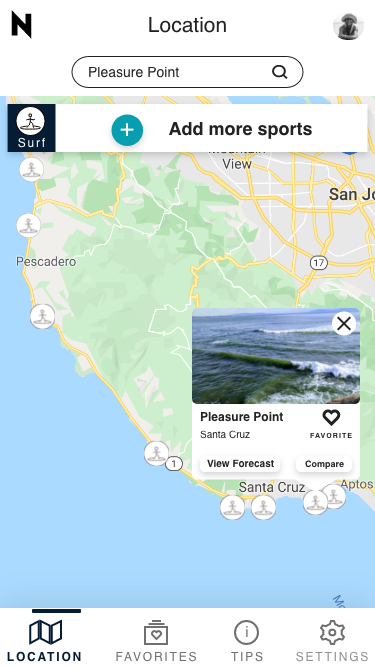 N
Location
Pleasure Point
Surf
Add more sports
Mountain
View
San Jo
17
Pescadero
Pleasure Point
Santa Cruz
FAVORITE
View Forecast
Compare
1
Santa Cruz
Aptos
Mo
LOCATION
FAVORITES
TIPS
SETTINGS